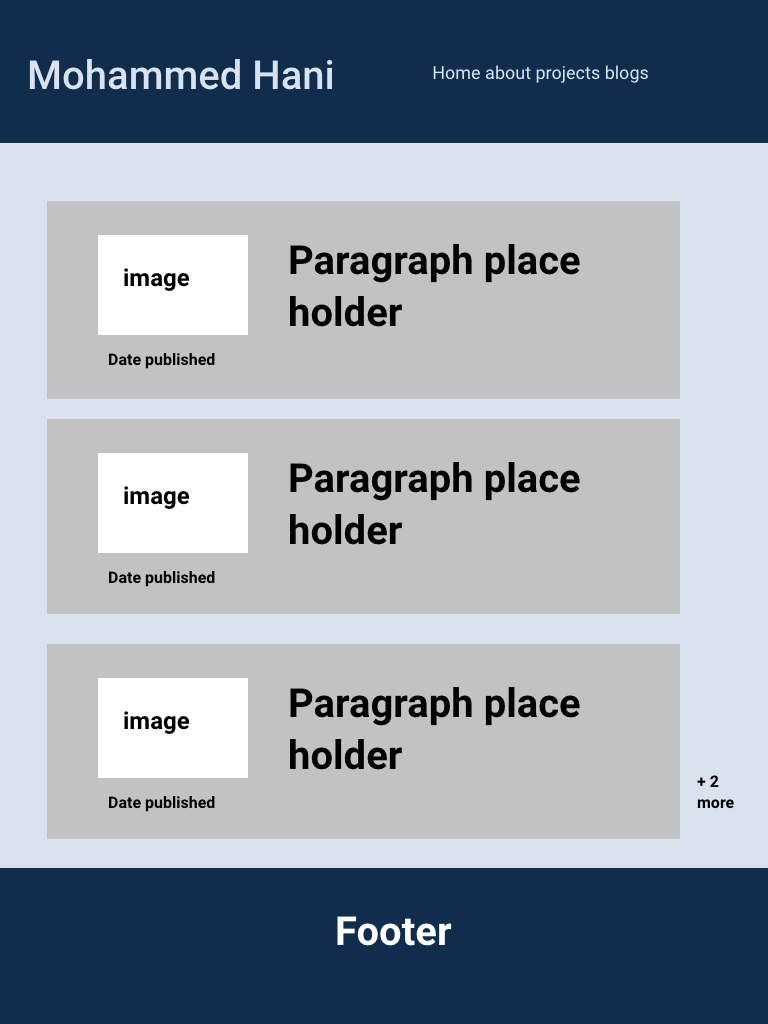 Mohammed Hani
Home about projects blogs
image
Paragraph place
holder
Date published
image
Paragraph place
holder
Date published
image
Paragraph place
holder
Date published
+ 2
more
Footer